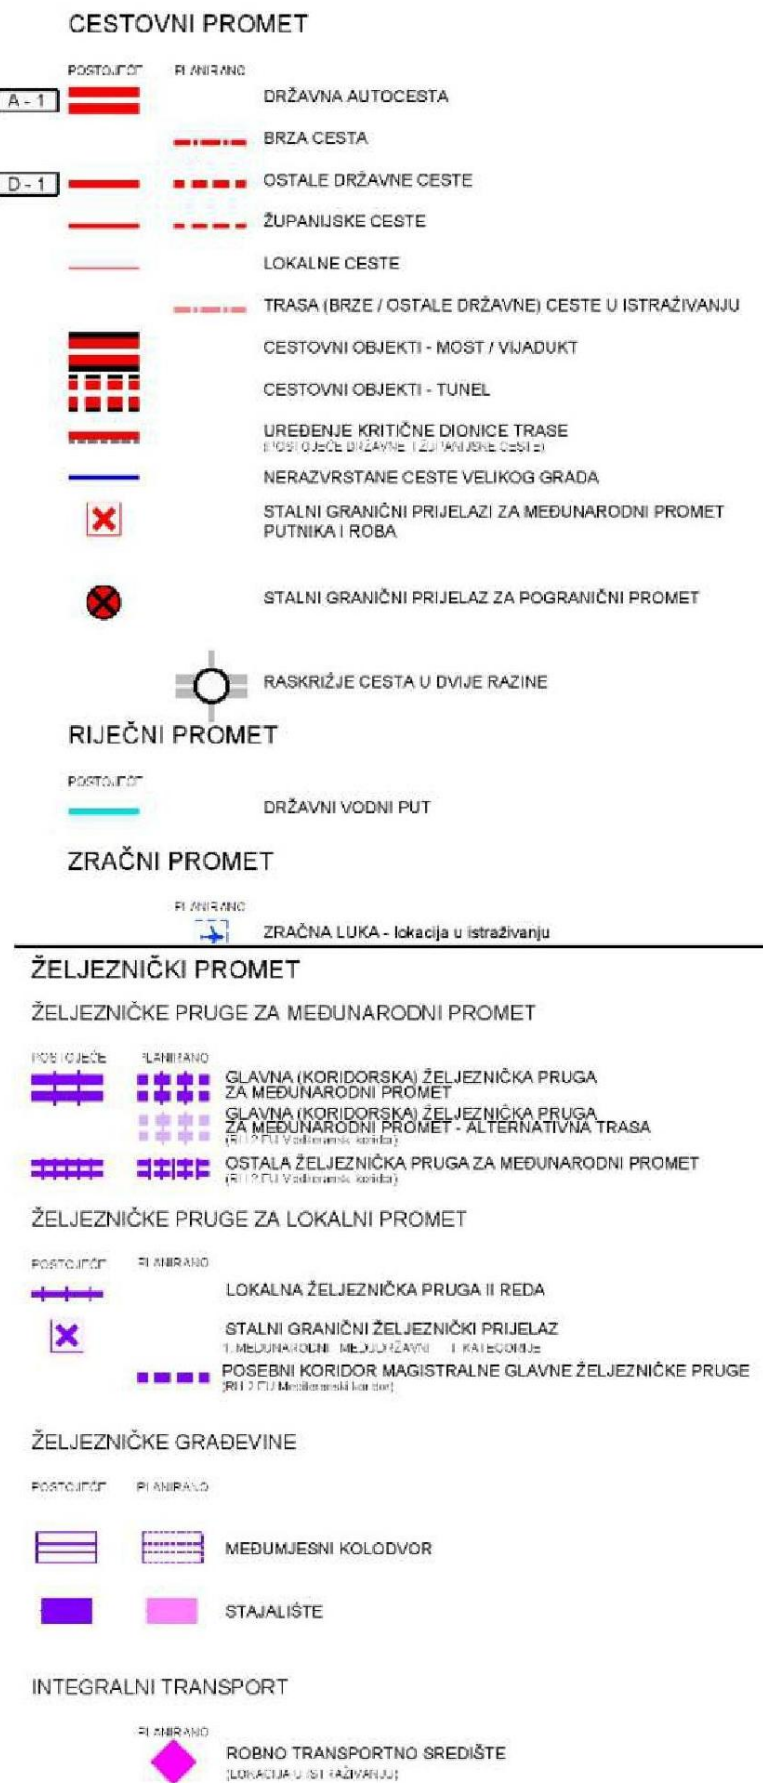 CESTOVNI PROMET
POSTOJEĆE PLANIRANO
A - 1 DRŽAVNA AUTOCESTA
BRZA CESTA
D - 1 OSTALE DRŽAVNE CESTE
ŽUPANIJSKE CESTE
LOKALNE CESTE
TRASA (BRZE / OSTALE DRŽAVNE) CESTE U ISTRAŽIVANJU
CESTOVNI OBJEKTI - MOST / VIJADUKT
CESTOVNI OBJEKTI - TUNEL
UREĐENJE KRITIČNE DIONICE TRASE
(POSTOJEĆE DRŽAVNE I ŽUPANIJSKE CESTE)
NERAZVRSTANE CESTE VELIKOG GRADA
STALNI GRANIČNI PRIJELAZI ZA MEĐUNARODNI PROMET
PUTNIKA I ROBA
STALNI GRANIČNI PRIJELAZ ZA POGRANIČNI PROMET
RASKRIŽJE CESTA U DVIJE RAZINE
RIJEČNI PROMET
POSTOJEĆE
DRŽAVNI VODNI PUT
ZRAČNI PROMET
PLANIRANO
ZRAČNA LUKA - lokacija u istraživanju
ŽELJEZNIČKI PROMET
ŽELJEZNIČKE PRUGE ZA MEĐUNARODNI PROMET
POSTOJEĆE PLANIRANO
GLAVNA (KORIDORSKA) ŽELJEZNIČKA PRUGA
ZA MEĐUNARODNI PROMET
GLAVNA (KORIDORSKA) ŽELJEZNIČKA PRUGA
ZA MEĐUNARODNI PROMET - ALTERNATIVNA TRASA
OSTALA ŽELJEZNIČKA PRUGA ZA MEĐUNARODNI PROMET
ŽELJEZNIČKE PRUGE ZA LOKALNI PROMET
POSTOJEĆE PLANIRANO
LOKALNA ŽELJEZNIČKA PRUGA II REDA
STALNI GRANIČNI ŽELJEZNIČKI PRIJELAZ
POSEBNI KORIDOR MAGISTRALNE GLAVNE ŽELJEZNIČKE PRUGE
ŽELJEZNIČKE GRAĐEVINE
POSTOJEĆE PLANIRANO
MEĐUMJESNI KOLODVOR
STAJALIŠTE
INTEGRALNI TRANSPORT
PLANIRANO
ROBNO TRANSPORTNO SREDIŠTE
(LOKACIJA U ISTRAŽIVANJU)